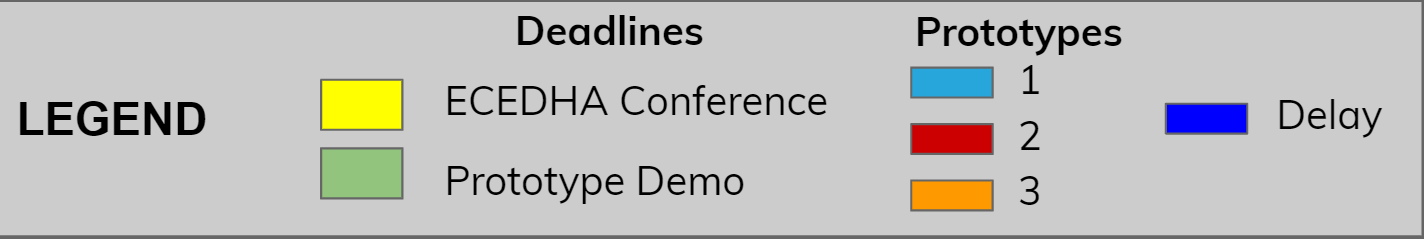 LEGEND
Deadlines
ECEDHA Conference
Prototype Demo
Prototypes
1
2
3
Delay